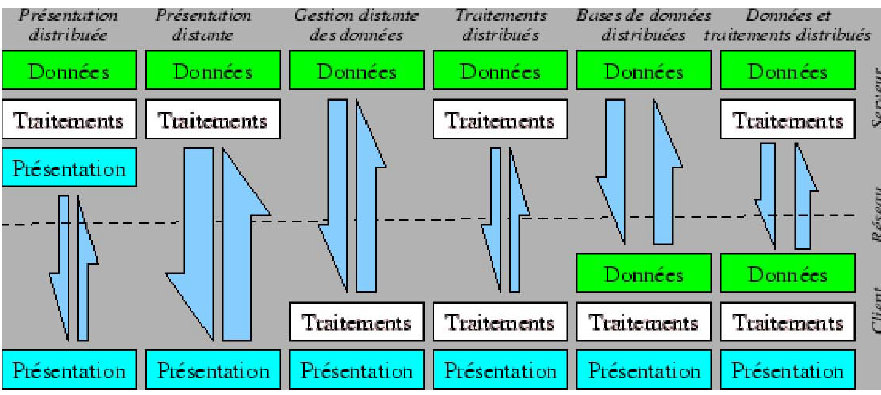 Présentation
distribuée
Présentation
distante
Gestion distante
des données
Traitements
distribués
Bases de données
distribuées
Données et
traitements distribués
Données
Données
Données
Données
Données
Données
Serveur
Traitements
Traitements
Traitements
Traitements
Présentation
Réseau
Données
Données
Client
Traitements
Traitements
Traitements
Traitements
Présentation
Présentation
Présentation
Présentation
Présentation
Présentation